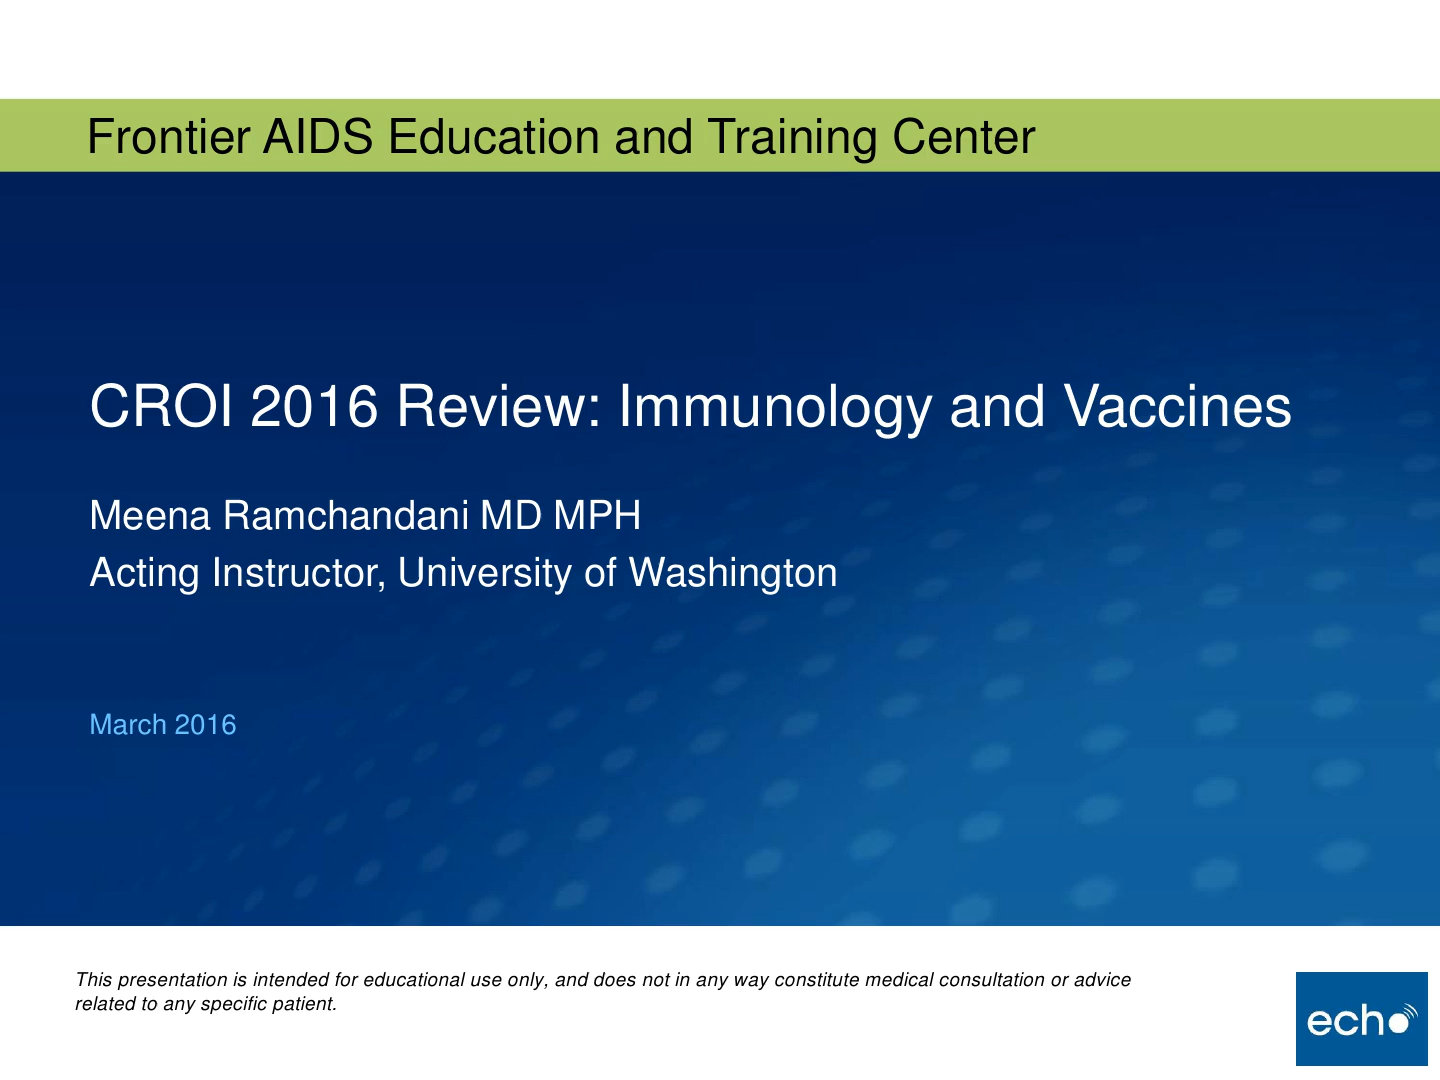 Frontier AIDS Education and Training Center
CROI 2016 Review: Immunology and Vaccines
Meena Ramchandani MD MPH
Acting Instructor, University of Washington
March 2016
This presentation is intended for educational use only, and does not in any way constitute medical consultation or advice
related to any specific patient.
echo